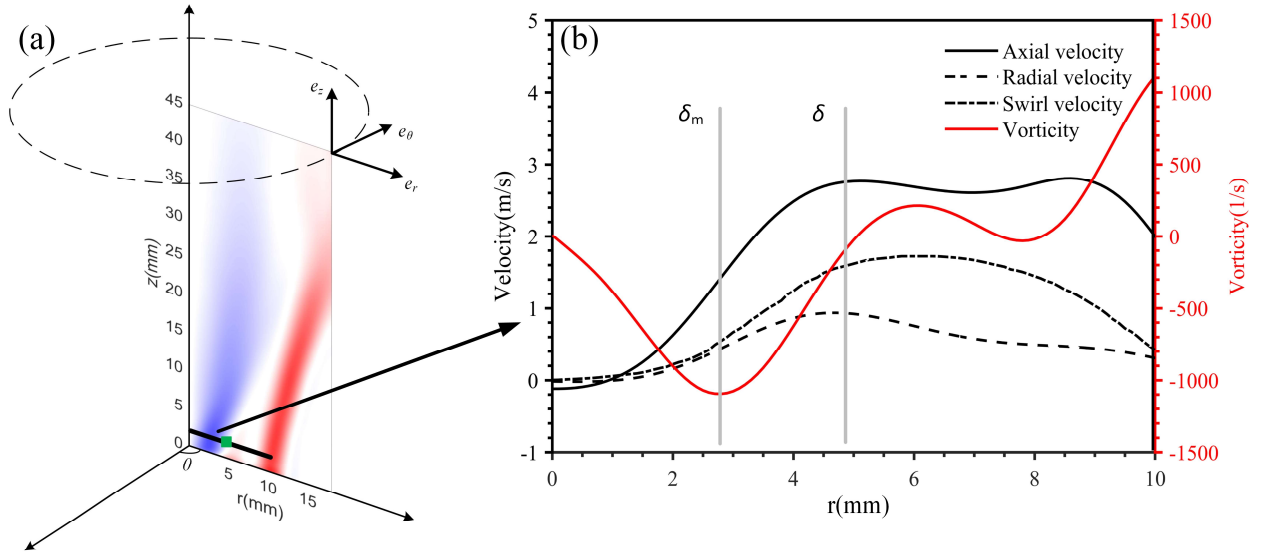 (a)
e_z
e_θ
e_r
45
40
35
30
25
20
15
10
5
0
z(mm)
0
5
10
15
r(mm)
(b)
Axial velocity
Radial velocity
Swirl velocity
Vorticity
δ_m
δ
5
4
3
2
1
0
-1
Velocity(m/s)
1500
1000
500
0
-500
-1000
-1500
Vorticity(1/s)
0
2
4
6
8
10
r(mm)